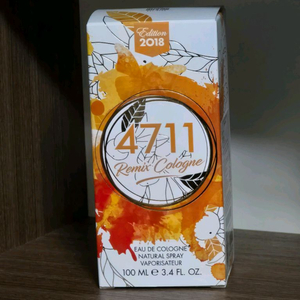 Edition
2018
4711
Remix Cologne
EAU DE COLOGNE
NATURAL SPRAY
VAPORISATEUR
100 ML ℮ 3.4 FL. OZ.